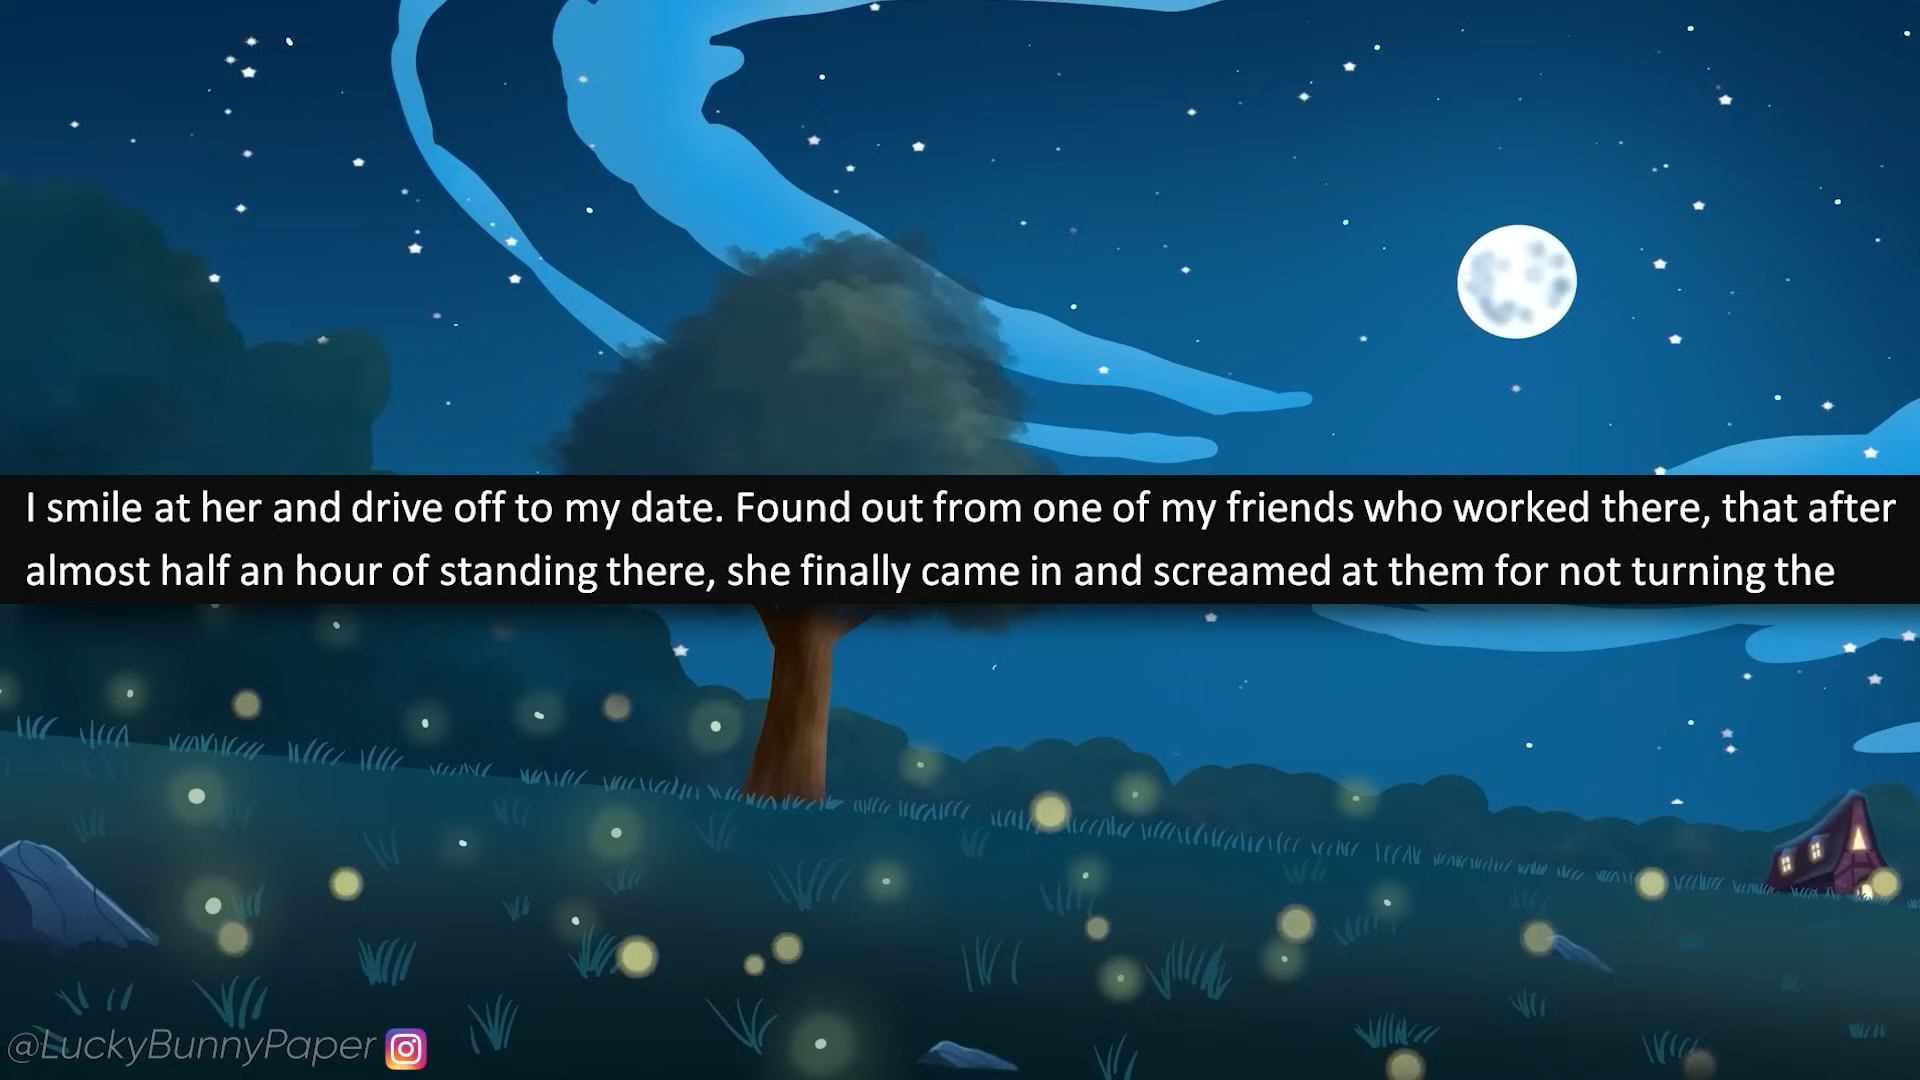 I smile at her and drive off to my date. Found out from one of my friends who worked there, that after
almost half an hour of standing there, she finally came in and screamed at them for not turning the
@LuckyBunnyPaper